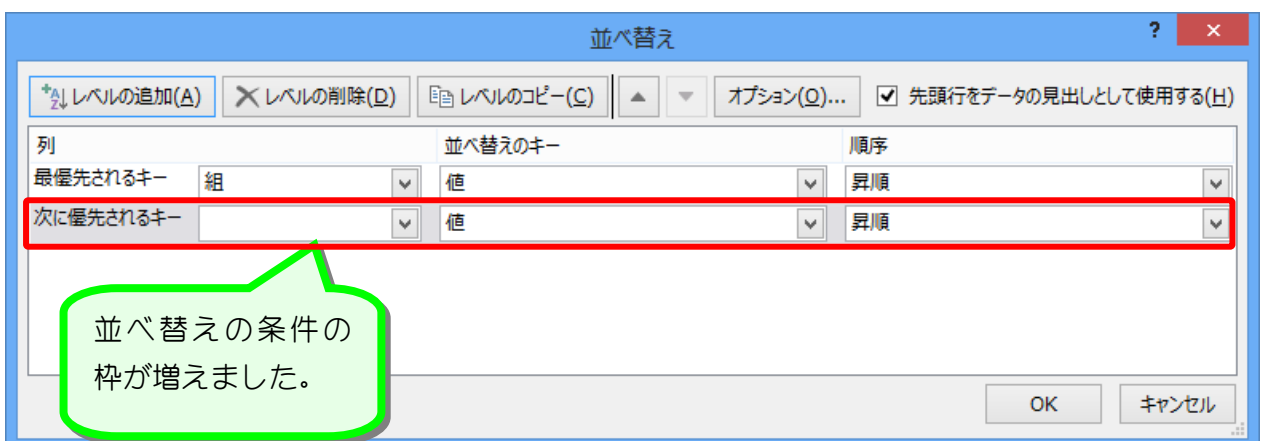 並べ替え
?
レベルの追加(A) レベルの削除(D) レベルのコピー(C) オプション(O)... 先頭行をデータの見出しとして使用する(H)
列 並べ替えのキー 順序
最優先されるキー 組 値 昇順
次に優先されるキー 値 昇順
並べ替えの条件の
枠が増えました。
OK キャンセル